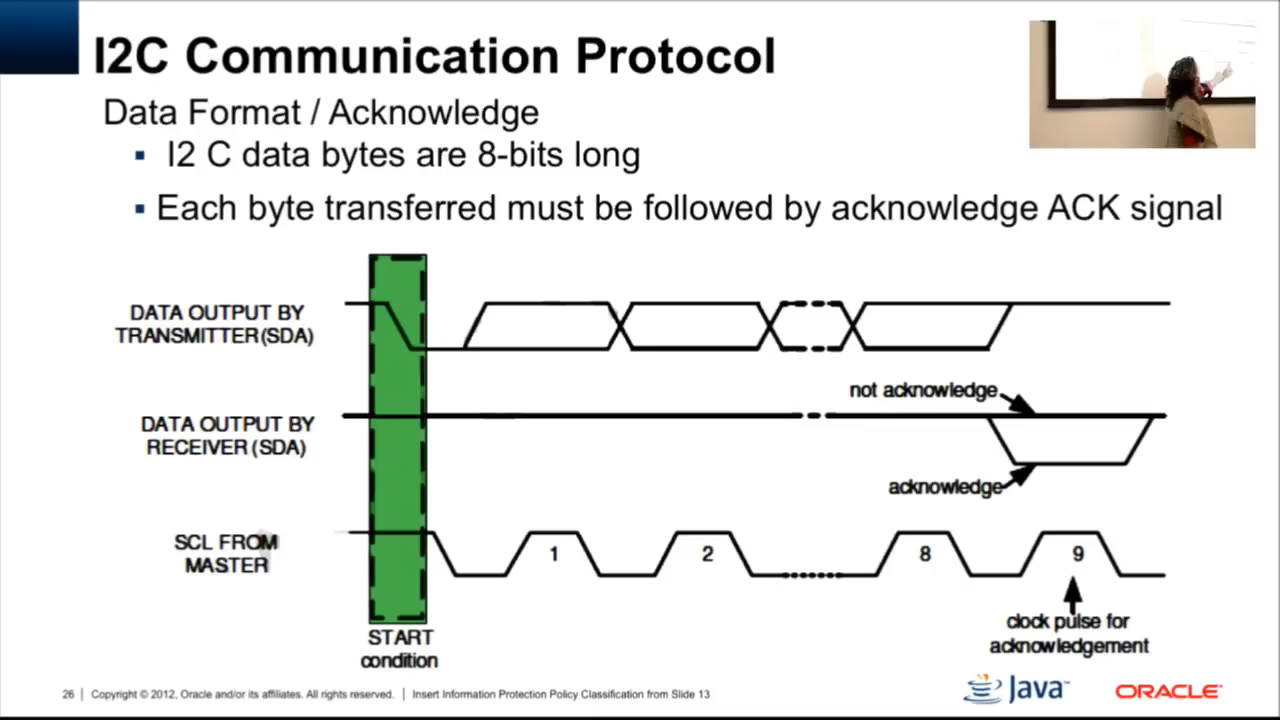 I2C Communication Protocol
Data Format / Acknowledge
▪ I2 C data bytes are 8-bits long
▪ Each byte transferred must be followed by acknowledge ACK signal
DATA OUTPUT BY
TRANSMITTER (SDA)
not acknowledge
DATA OUTPUT BY
RECEIVER (SDA)
acknowledge
SCL FROM
MASTER
1 2 8 9
START
condition
clock pulse for
acknowledgement
26 | Copyright © 2012, Oracle and/or its affiliates. All rights reserved. | Insert Information Protection Policy Classification from Slide 13
Java™
ORACLE®